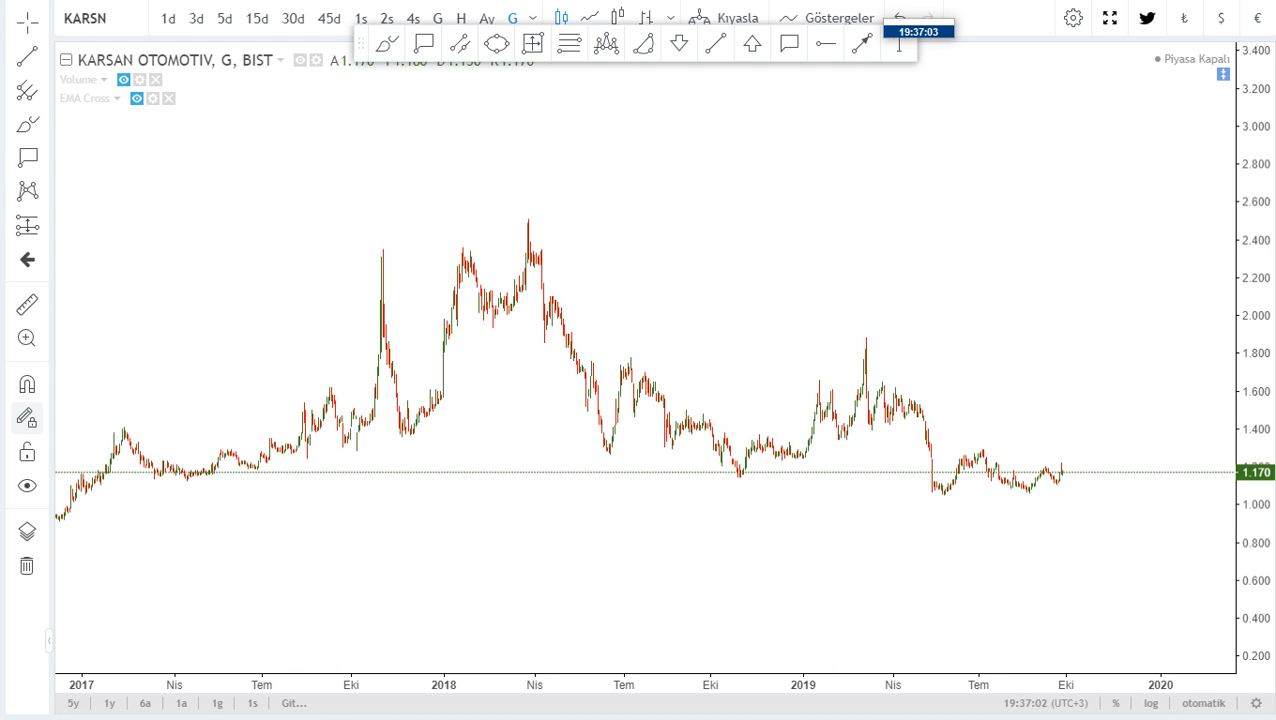 KARSN 1d 3d 5d 15d 30d 45d 1s 2s 4s G H Ay G Kıyasla Göstergeler ₺ $ €
19:37:03
KARSAN OTOMOTIV, G, BIST
Piyasa Kapalı
Volume
EMA Cross
3.400
3.200
3.000
2.800
2.600
2.400
2.200
2.000
1.800
1.600
1.400
1.170
1.000
0.800
0.600
0.400
0.200
2017 Nis Tem Eki 2018 Nis Tem Eki 2019 Nis Tem Eki 2020
5y 1y 6a 1a 1g 1s Git... 19:37:02 (UTC+3) % log otomatik